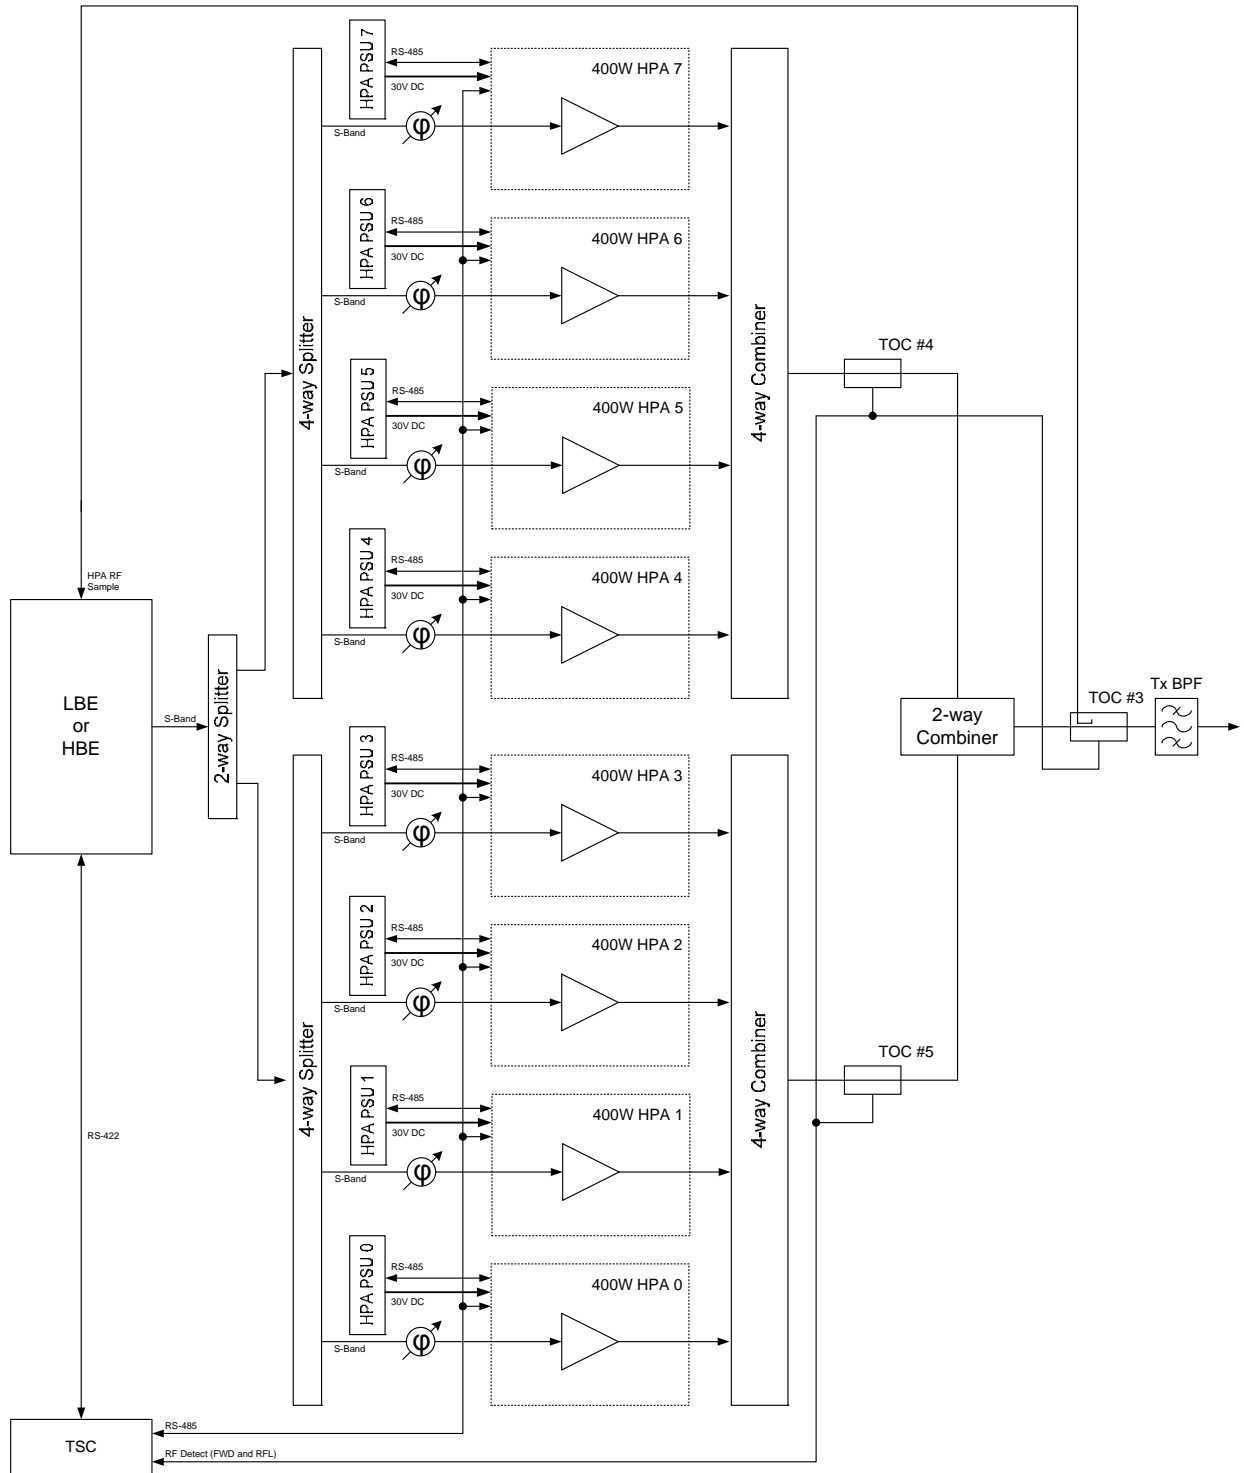 HPA PSU 7
RS-485
30V DC
S-Band
φ
400W HPA 7
HPA PSU 6
RS-485
30V DC
S-Band
φ
400W HPA 6
4-way Splitter
4-way Combiner
TOC #4
HPA PSU 5
RS-485
30V DC
S-Band
φ
400W HPA 5
HPA PSU 4
RS-485
30V DC
S-Band
φ
400W HPA 4
HPA RF
Sample
LBE
or
HBE
S-Band
2-way Splitter
2-way
Combiner
TOC #3
Tx BPF
HPA PSU 3
RS-485
30V DC
S-Band
φ
400W HPA 3
HPA PSU 2
RS-485
30V DC
S-Band
φ
400W HPA 2
4-way Splitter
4-way Combiner
TOC #5
HPA PSU 1
RS-485
30V DC
S-Band
φ
400W HPA 1
RS-422
HPA PSU 0
RS-485
30V DC
S-Band
φ
400W HPA 0
TSC
RS-485
RF Detect (FWD and RFL)